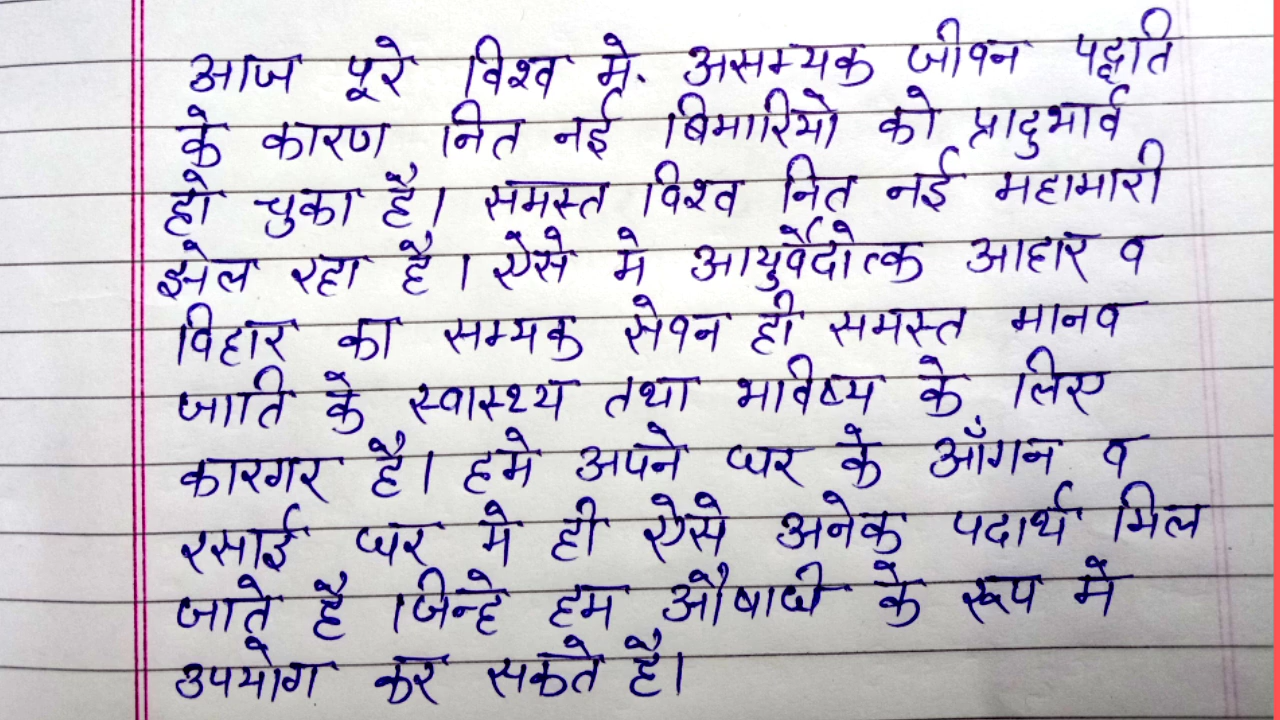 आज पूरे विश्व मे. असम्यक जीवन पद्धति
के कारण नित नई बिमारियो को प्रादुभार्व
हो चुका है। समस्त विश्व नित नई महामारी
झेल रहा है। ऐसे मे आयुर्वेदोत्क आहार व
विहार का सम्यक सेवन ही समस्त मानव
जाति के स्वास्थ्य तथा भविष्य के लिए
कारगर है। हमे अपने घर के आँगन व
रसाई घर मे ही ऐसे अनेक पदार्थ मिल
जाते है। जिन्हे हम औषाधी के रूप में
उपयोग कर सकते है।